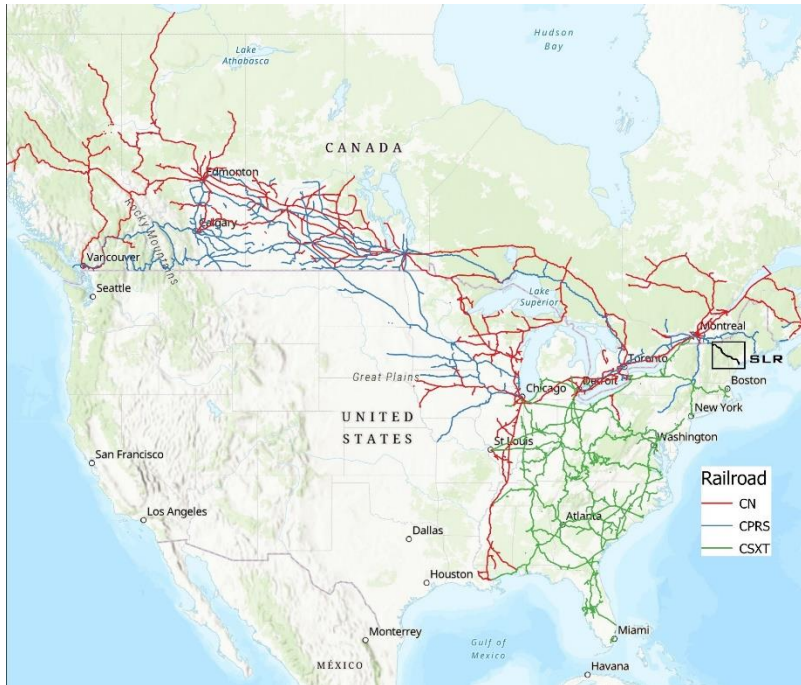 Hudson
Bay
Lake
Athabasca
CANADA
Edmonton
Rocky Mountains
Calgary
Vancouver
Seattle
Lake
Superior
Montreal
SLR
Toronto
Boston
Detroit
Chicago
Great Plains
New York
UNITED
STATES
St Louis
Washington
San Francisco
Railroad
CN
CPRS
CSXT
Los Angeles
Atlanta
Dallas
Houston
Miami
Monterrey
Gulf of
Mexico
MÉXICO
Havana